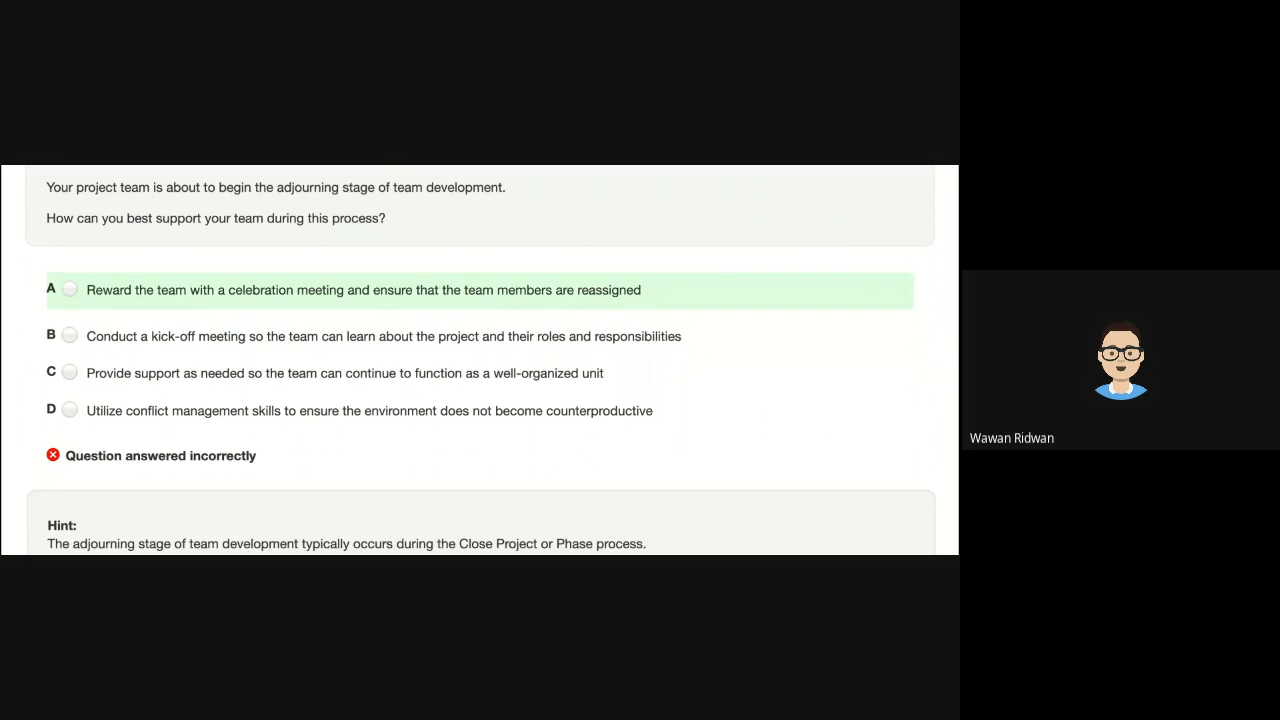 Your project team is about to begin the adjourning stage of team development.
How can you best support your team during this process?
A Reward the team with a celebration meeting and ensure that the team members are reassigned
B Conduct a kick-off meeting so the team can learn about the project and their roles and responsibilities
C Provide support as needed so the team can continue to function as a well-organized unit
D Utilize conflict management skills to ensure the environment does not become counterproductive
Question answered incorrectly
Hint:
The adjourning stage of team development typically occurs during the Close Project or Phase process.
Wawan Ridwan